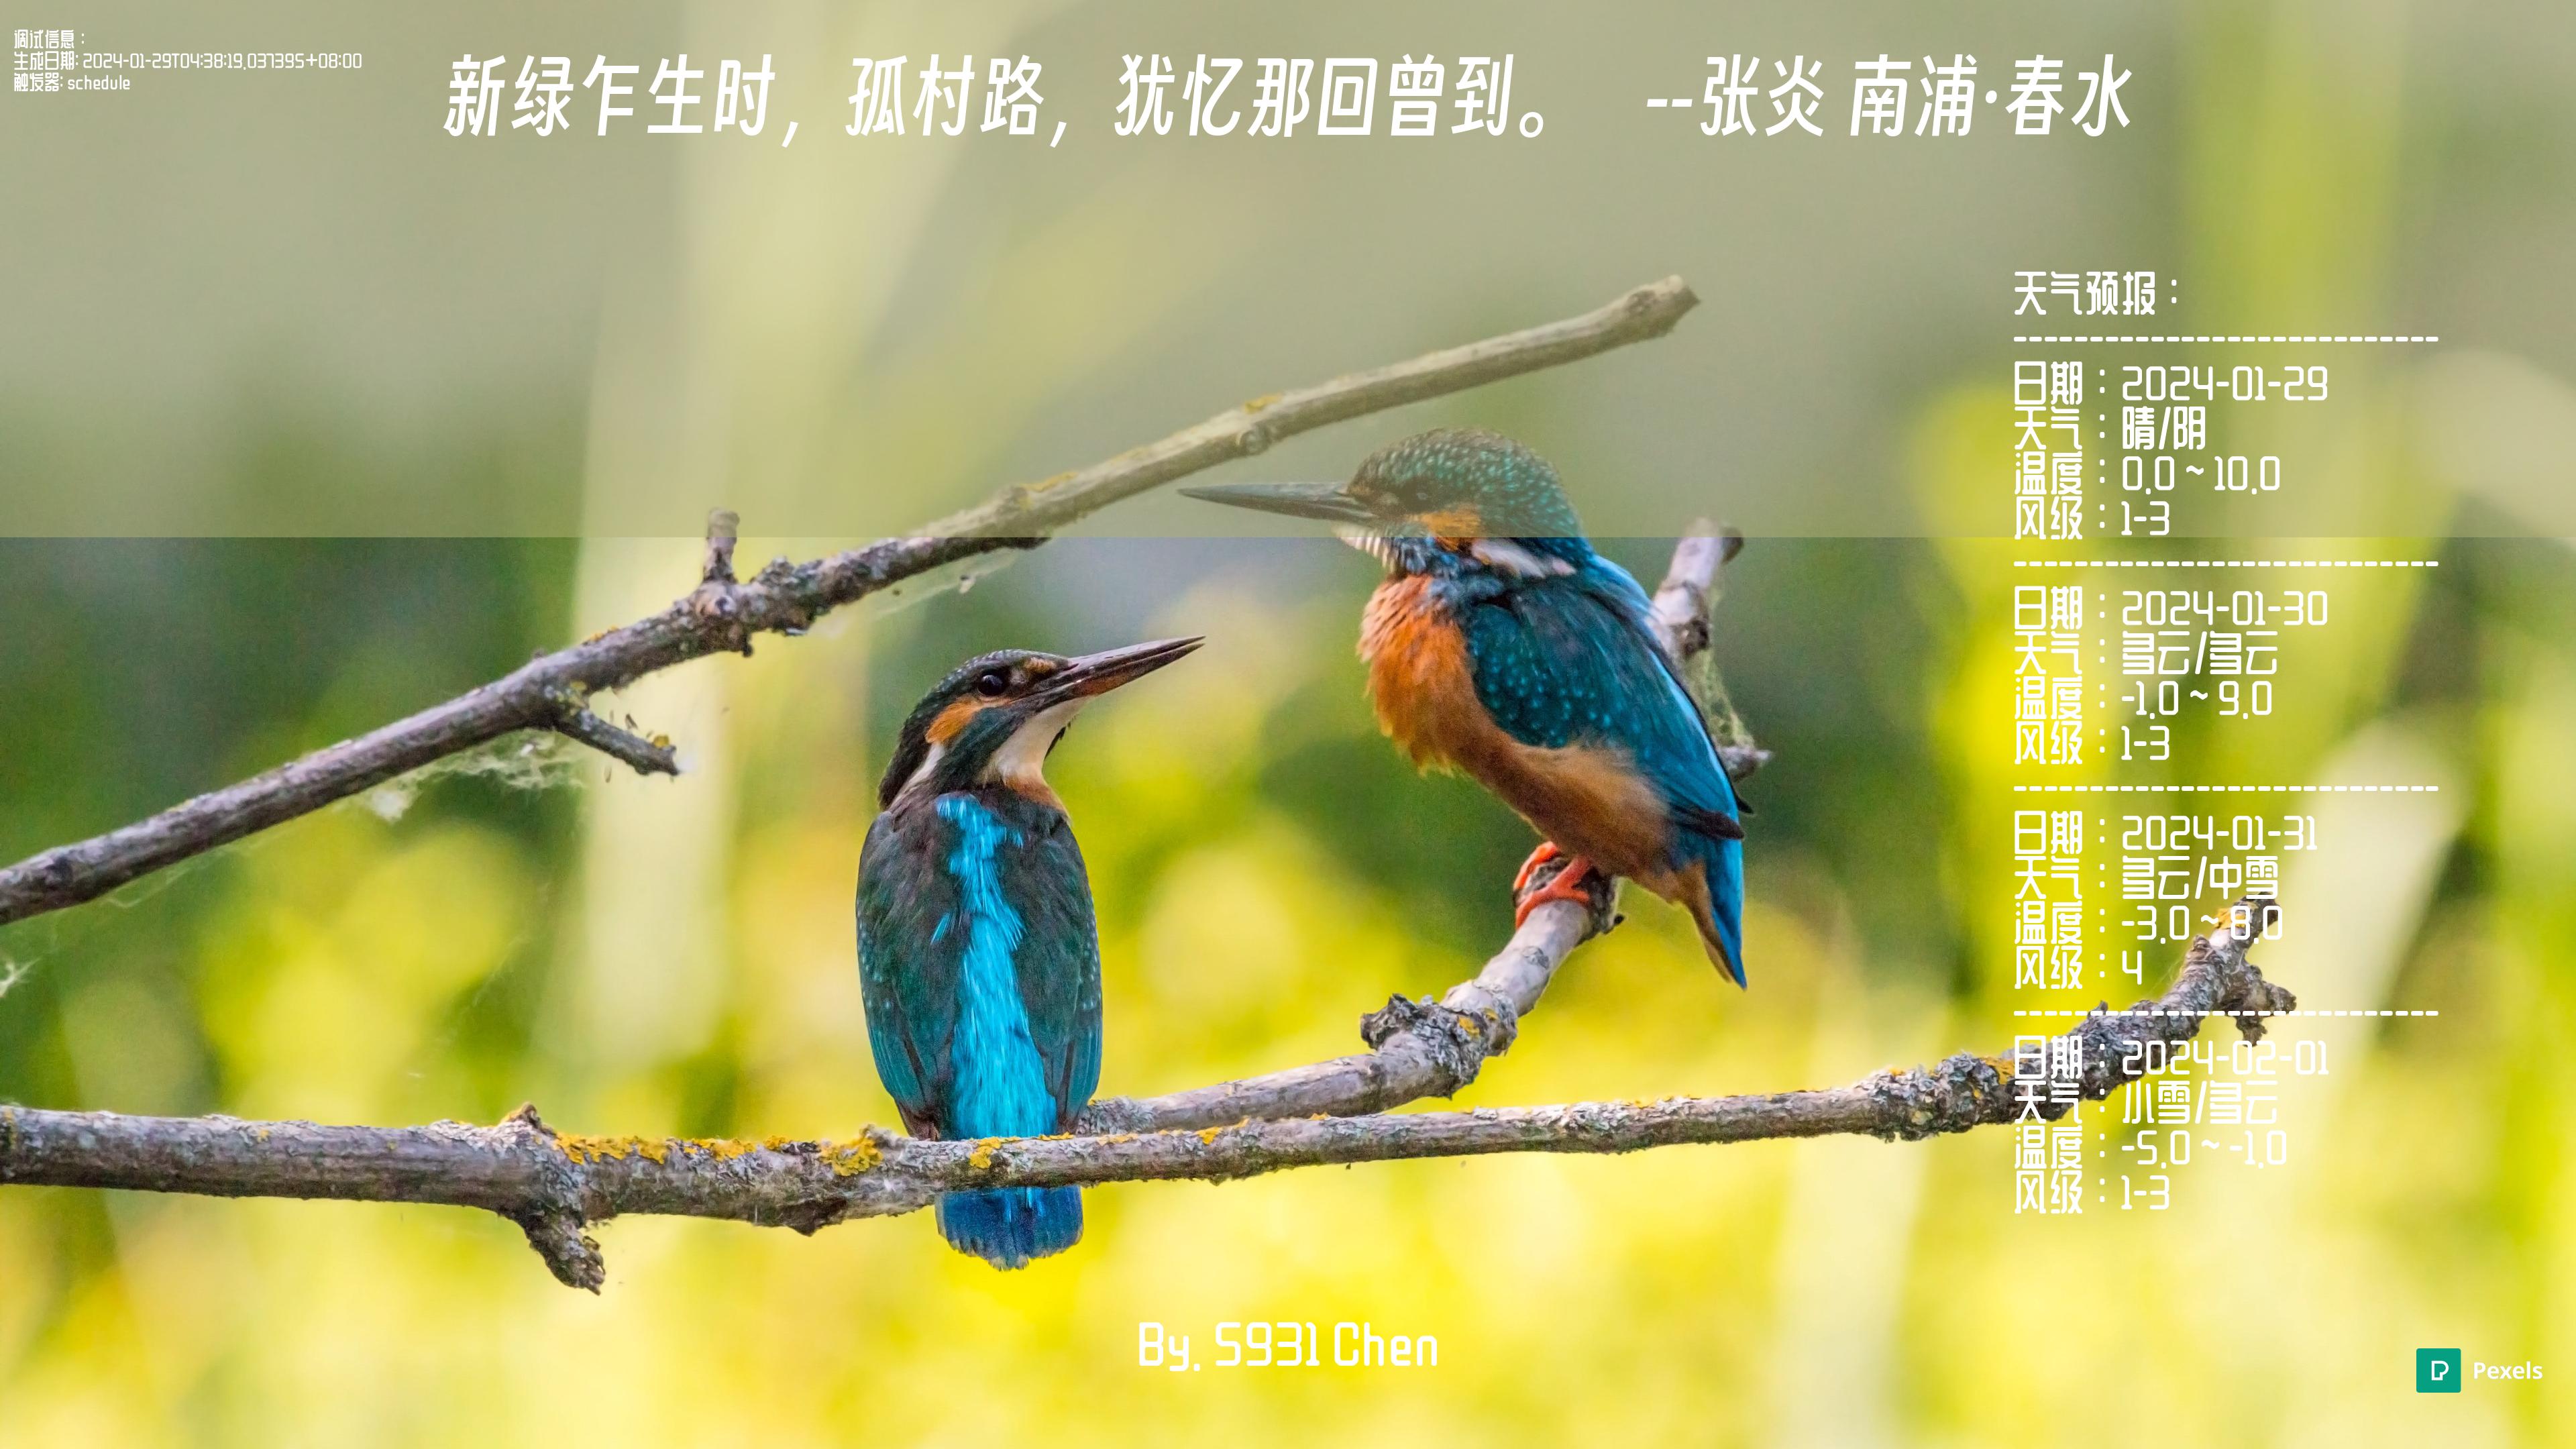 调试信息：
生成日期: 2024-01-29T04:38:19.037395+08:00
触发器: schedule
新绿乍生时，孤村路，犹忆那回曾到。 --张炎 南浦·春水
天气预报：
----------------------------
日期：2024-01-29
天气：晴/阴
温度：0.0 ~ 10.0
风级：1-3
----------------------------
日期：2024-01-30
天气：多云/多云
温度：-1.0 ~ 9.0
风级：1-3
----------------------------
日期：2024-01-31
天气：多云/中雪
温度：-3.0 ~ 8.0
风级：4
----------------------------
日期：2024-02-01
天气：小雪/多云
温度：-5.0 ~ -1.0
风级：1-3
By. S931 Chen
Pexels